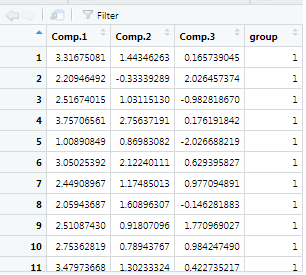 Filter
Comp.1 Comp.2 Comp.3 group
1 3.31675081 1.44346263 0.165739045 1
2 2.20946492 -0.33339289 2.026457374 1
3 2.51674015 1.03115130 -0.982818670 1
4 3.75706561 2.75637191 0.176191842 1
5 1.00890849 0.86983082 -2.026688219 1
6 3.05025392 2.12240111 0.629395827 1
7 2.44908967 1.17485013 0.977094891 1
8 2.05943687 1.60896307 -0.146281883 1
9 2.51087430 0.91807096 1.770969027 1
10 2.75362819 0.78943767 0.984247490 1
11 3.47973668 1.30233324 0.422735217 1